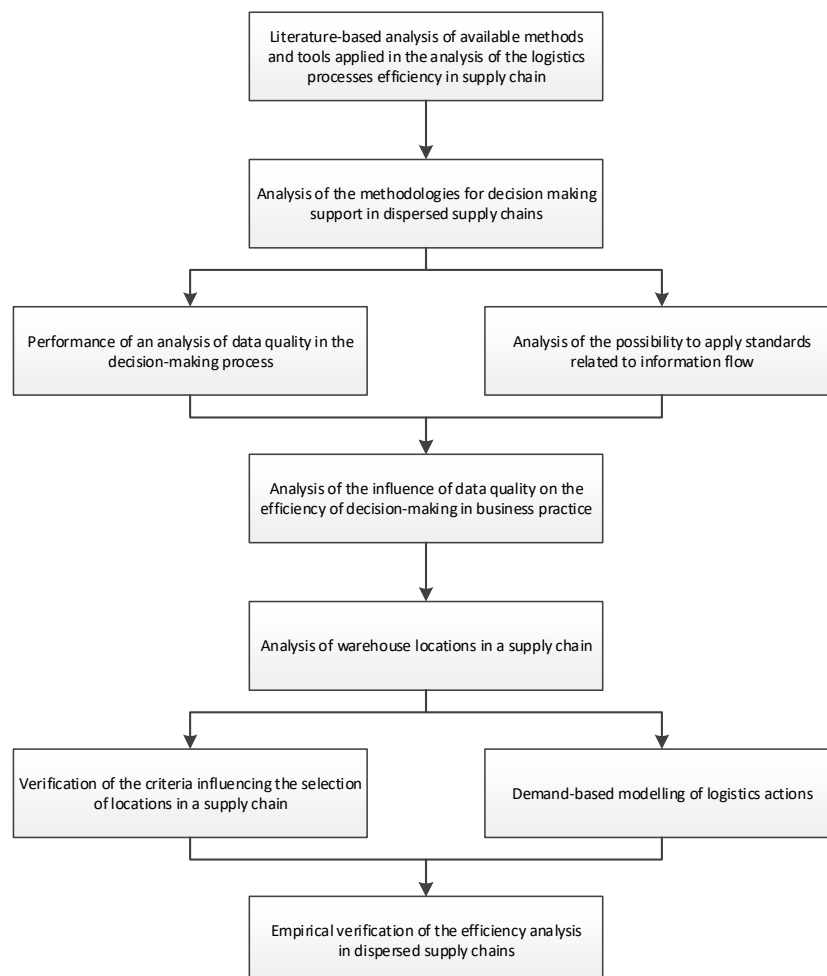 Literature-based analysis of available methods
and tools applied in the analysis of the logistics
processes efficiency in supply chain
Analysis of the methodologies for decision making
support in dispersed supply chains
Performance of an analysis of data quality in the
decision-making process
Analysis of the possibility to apply standards
related to information flow
Analysis of the influence of data quality on the
efficiency of decision-making in business practice
Analysis of warehouse locations in a supply chain
Verification of the criteria influencing the selection
of locations in a supply chain
Demand-based modelling of logistics actions
Empirical verification of the efficiency analysis
in dispersed supply chains